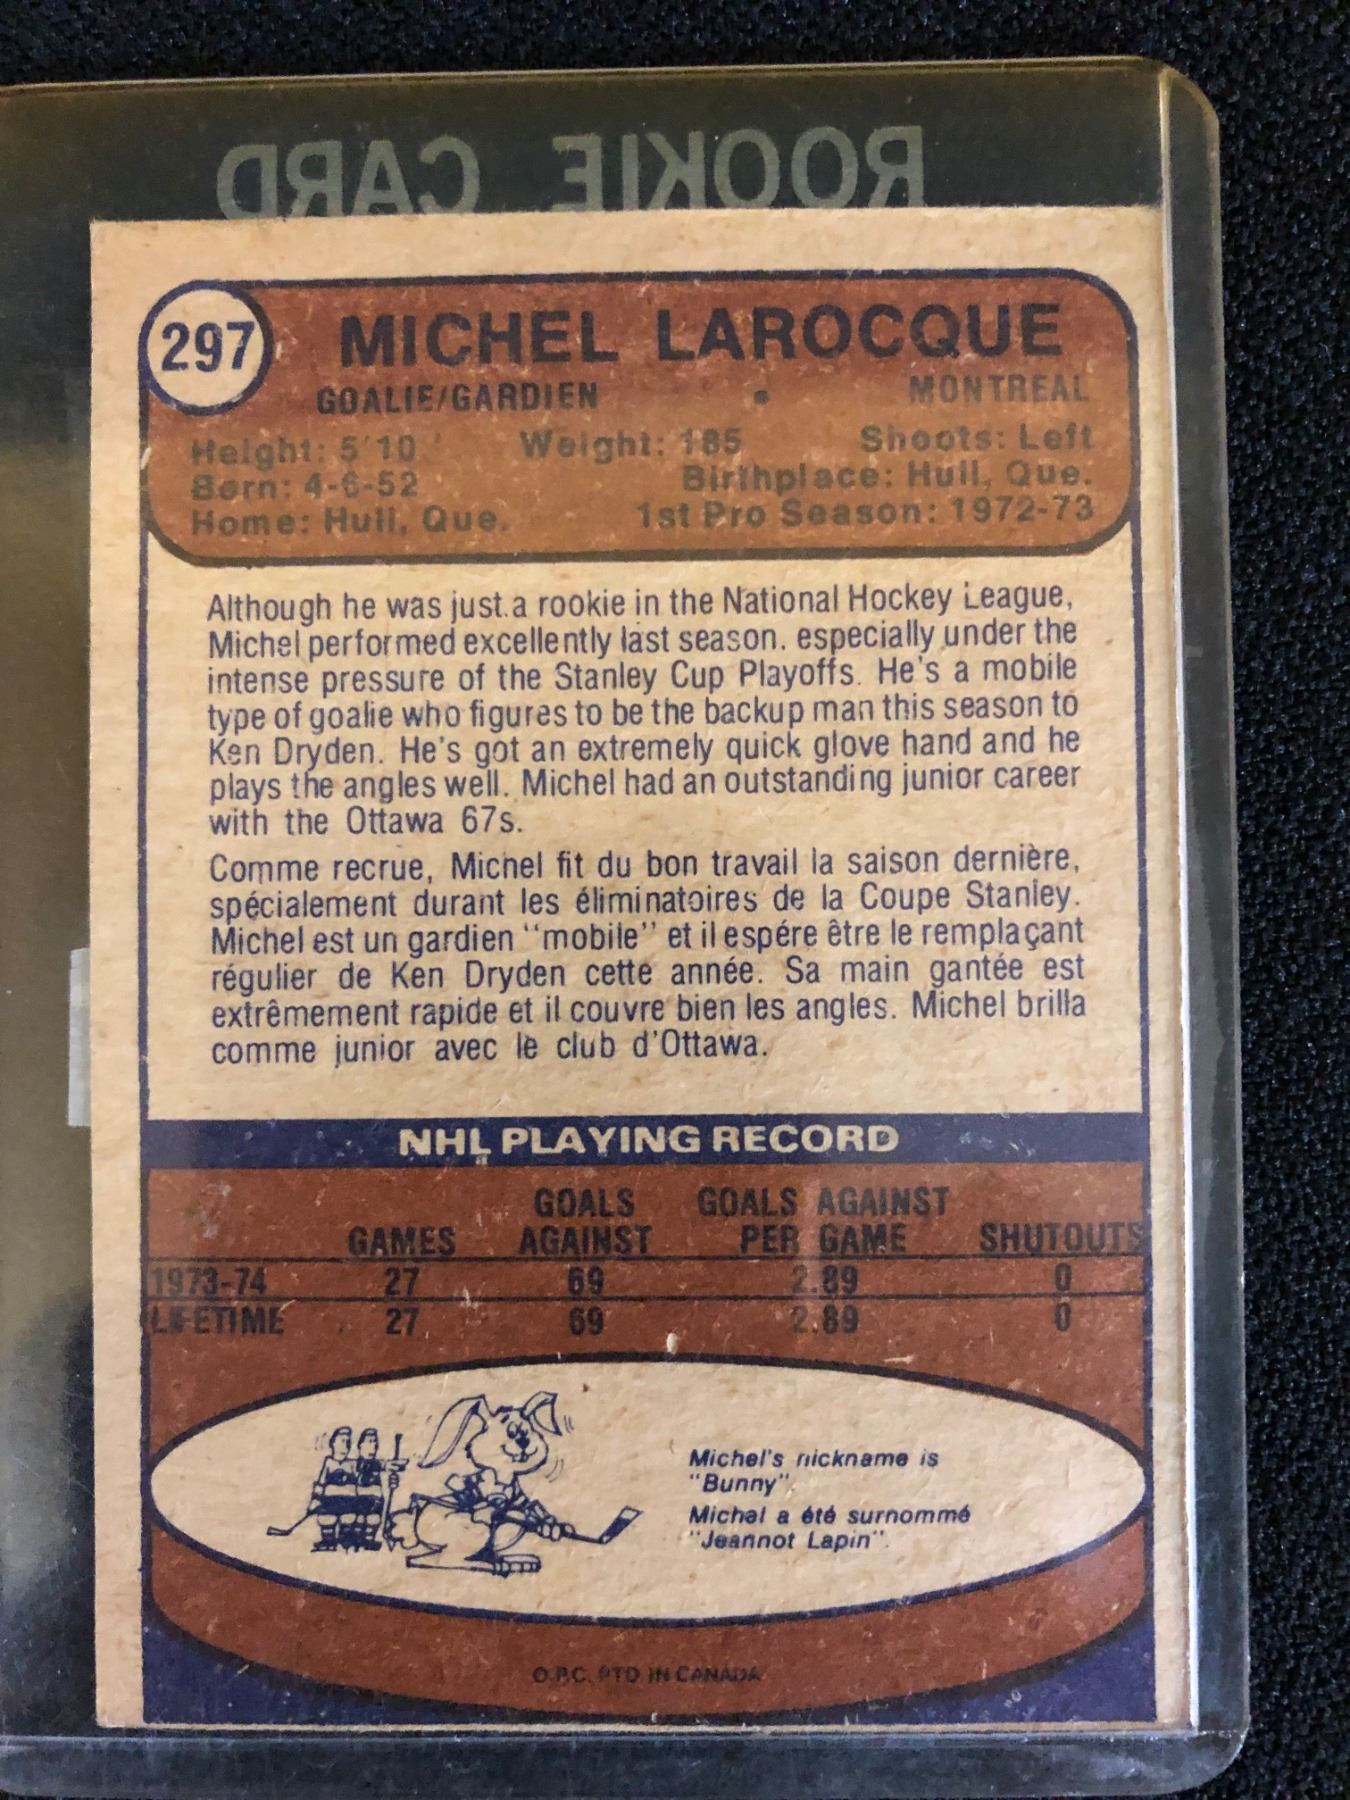 ROOKIE CARD
297
MICHEL LAROCQUE
GOALIE/GARDIEN • MONTREAL
Height: 5'10" Weight: 185 Shoots: Left
Born: 4-6-52 Birthplace: Hull, Que.
Home: Hull, Que. 1st Pro Season: 1972-73
Although he was just a rookie in the National Hockey League,
Michel performed excellently last season. especially under the
intense pressure of the Stanley Cup Playoffs. He's a mobile
type of goalie who figures to be the backup man this season to
Ken Dryden. He's got an extremely quick glove hand and he
plays the angles well. Michel had an outstanding junior career
with the Ottawa 67s.
Comme recrue, Michel fit du bon travail la saison dernière,
spécialement durant les éliminatoires de la Coupe Stanley.
Michel est un gardien "mobile" et il espére être le remplaçant
régulier de Ken Dryden cette année. Sa main gantée est
extrêmement rapide et il couvre bien les angles. Michel brilla
comme junior avec le club d'Ottawa.
NHL PLAYING RECORD
GOALS GOALS AGAINST
GAMES AGAINST PER GAME SHUTOUTS
1973-74 27 69 2.89 0
LIFETIME 27 69 2.89 0
Michel's nickname is
"Bunny".
Michel a été surnommé
"Jeannot Lapin".
O.P.C. PTD IN CANADA